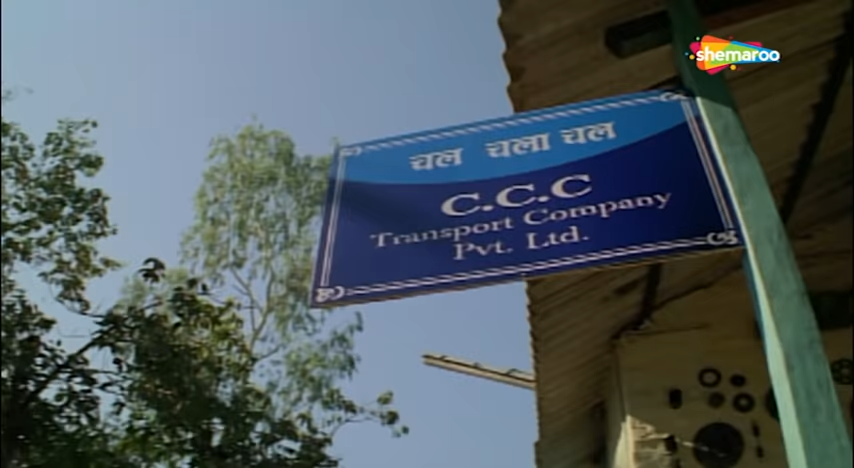 shemaroo
चल चला चल
C.C.C
Transport Company
Pvt. Ltd.